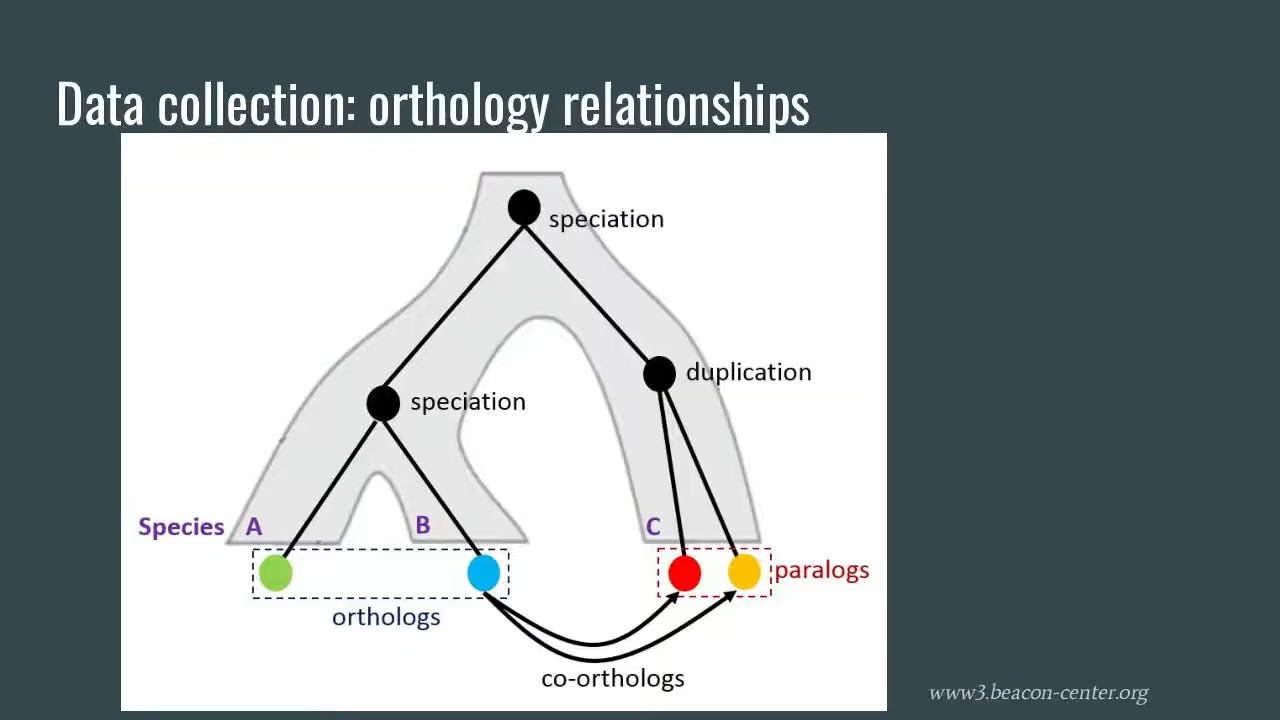 Data collection: orthology relationships
speciation
duplication
speciation
Species A B C
paralogs
orthologs
co-orthologs
www3.beacon-center.org